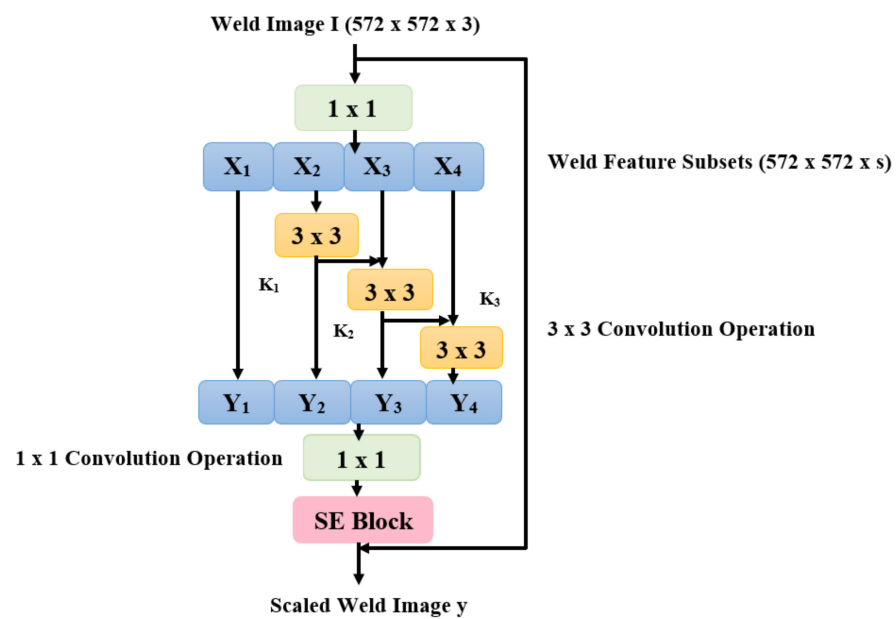 Weld Image I (572 x 572 x 3)
1 x 1
X₁ X₂ X₃ X₄
Weld Feature Subsets (572 x 572 x s)
3 x 3
K₁
3 x 3
K₃
K₂
3 x 3 Convolution Operation
3 x 3
Y₁ Y₂ Y₃ Y₄
1 x 1 Convolution Operation
1 x 1
SE Block
Scaled Weld Image y